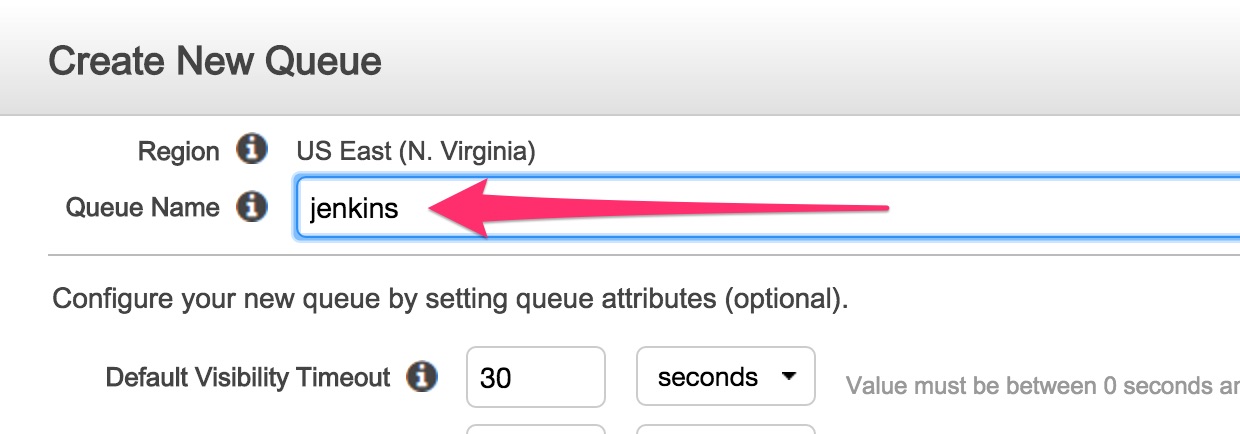 Create New Queue
Region US East (N. Virginia)
Queue Name jenkins
Configure your new queue by setting queue attributes (optional).
Default Visibility Timeout 30 seconds Value must be between 0 seconds